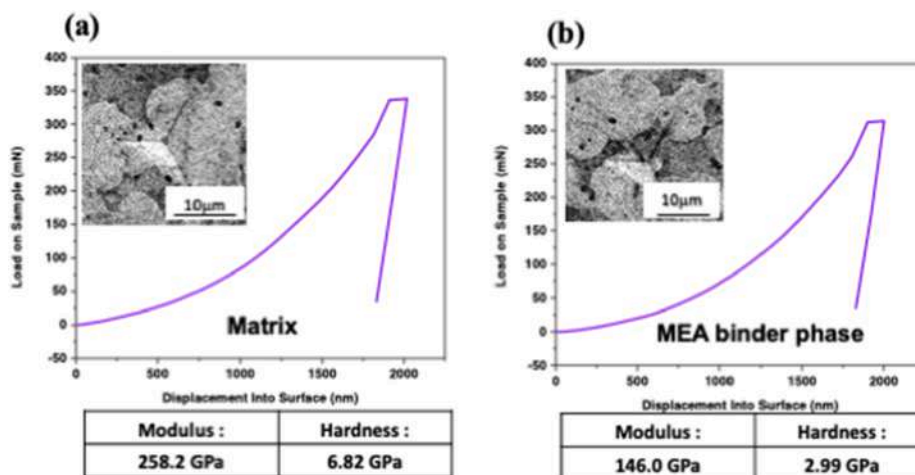 (a)
400
350
300
250
200
150
100
50
0
-50
Load on Sample (mN)
10μm
Matrix
0 500 1000 1500 2000
Displacement Into Surface (nm)
Modulus : Hardness :
258.2 GPa 6.82 GPa
(b)
400
350
300
250
200
150
100
50
0
-50
Load on Sample (mN)
10μm
MEA binder phase
0 500 1000 1500 2000
Displacement Into Surface (nm)
Modulus : Hardness :
146.0 GPa 2.99 GPa